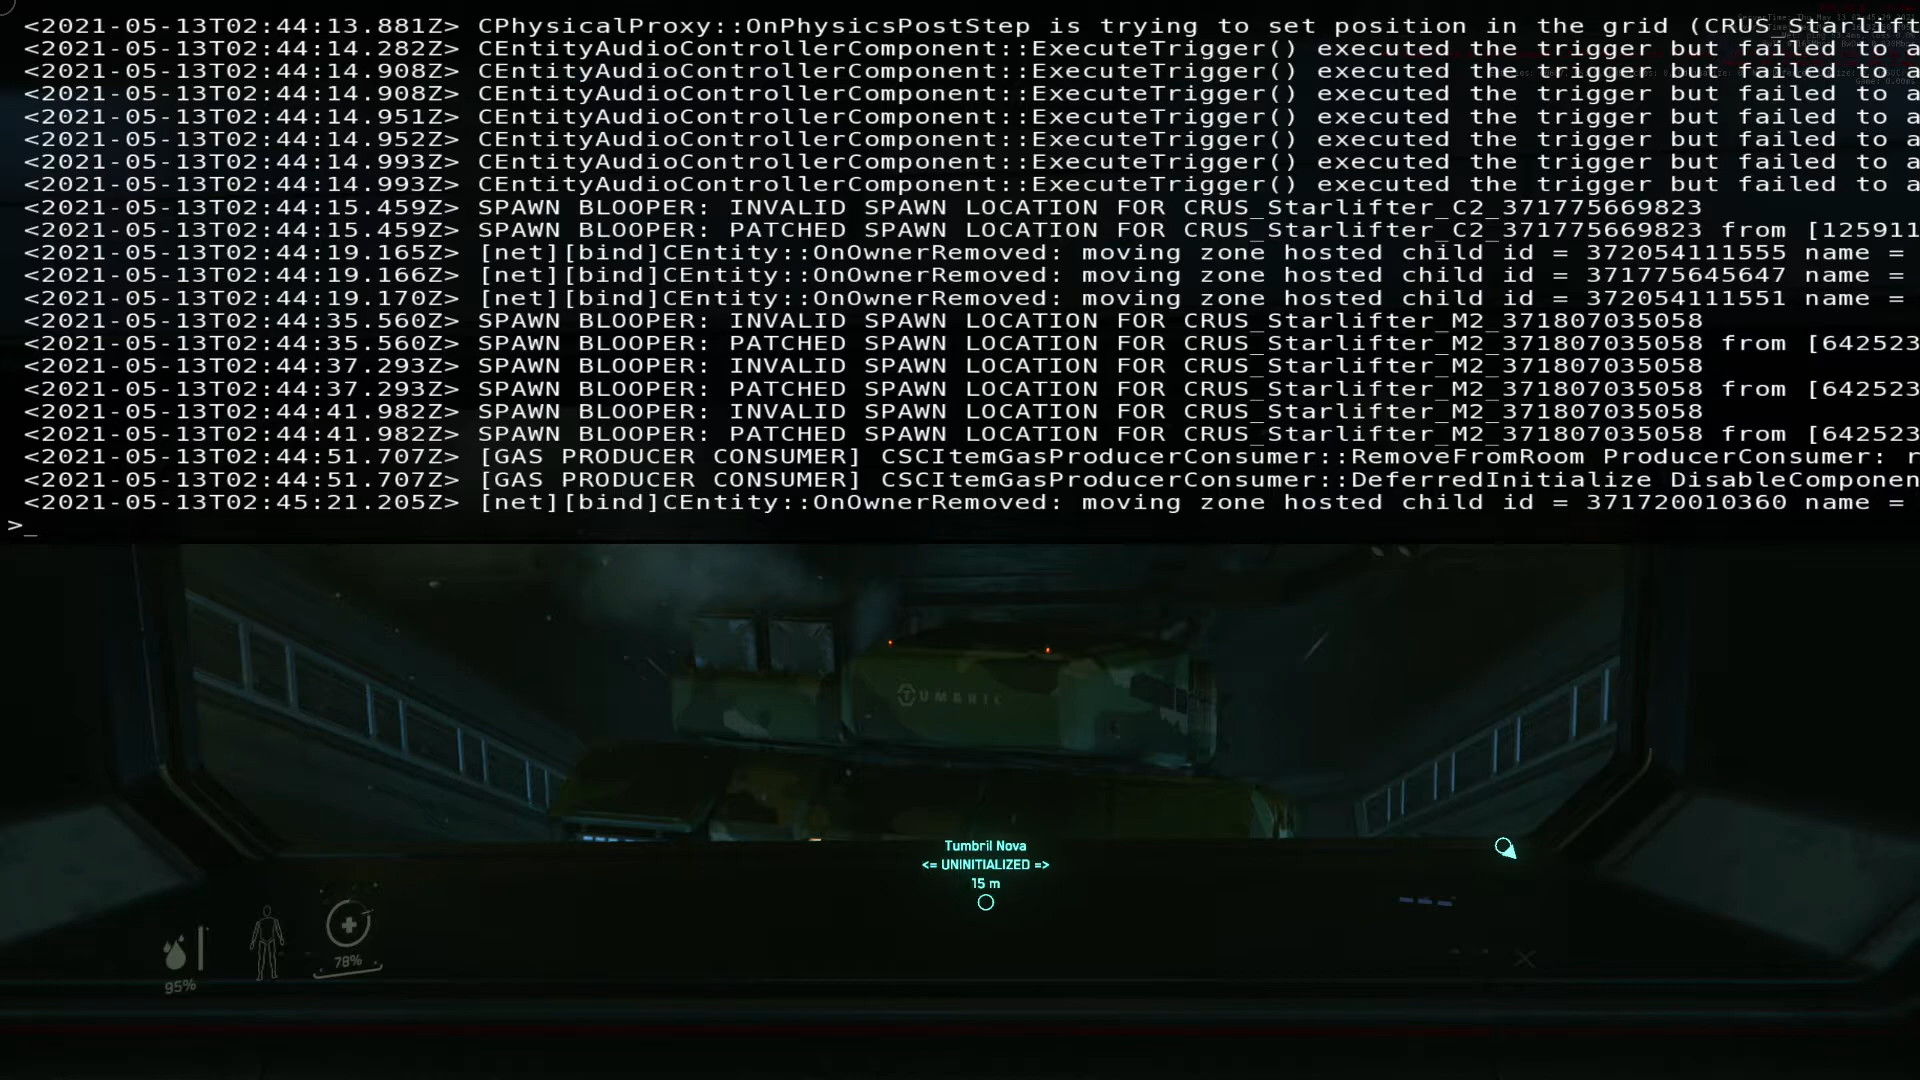 <2021-05-13T02:44:13.881Z> CPhysicalProxy::OnPhysicsPostStep is trying to set position in the grid (CRUS_Starlift
<2021-05-13T02:44:14.282Z> CEntityAudioControllerComponent::ExecuteTrigger() executed the trigger but failed to a
<2021-05-13T02:44:14.908Z> CEntityAudioControllerComponent::ExecuteTrigger() executed the trigger but failed to a
<2021-05-13T02:44:14.908Z> CEntityAudioControllerComponent::ExecuteTrigger() executed the trigger but failed to a
<2021-05-13T02:44:14.951Z> CEntityAudioControllerComponent::ExecuteTrigger() executed the trigger but failed to a
<2021-05-13T02:44:14.952Z> CEntityAudioControllerComponent::ExecuteTrigger() executed the trigger but failed to a
<2021-05-13T02:44:14.993Z> CEntityAudioControllerComponent::ExecuteTrigger() executed the trigger but failed to a
<2021-05-13T02:44:14.993Z> CEntityAudioControllerComponent::ExecuteTrigger() executed the trigger but failed to a
<2021-05-13T02:44:15.459Z> SPAWN BLOOPER: INVALID SPAWN LOCATION FOR CRUS_Starlifter_C2_371775669823
<2021-05-13T02:44:15.459Z> SPAWN BLOOPER: PATCHED SPAWN LOCATION FOR CRUS_Starlifter_C2_371775669823 from [125911
<2021-05-13T02:44:19.165Z> [net][bind]CEntity::OnOwnerRemoved: moving zone hosted child id = 372054111555 name =
<2021-05-13T02:44:19.166Z> [net][bind]CEntity::OnOwnerRemoved: moving zone hosted child id = 371775645647 name =
<2021-05-13T02:44:19.170Z> [net][bind]CEntity::OnOwnerRemoved: moving zone hosted child id = 372054111551 name =
<2021-05-13T02:44:35.560Z> SPAWN BLOOPER: INVALID SPAWN LOCATION FOR CRUS_Starlifter_M2_371807035058
<2021-05-13T02:44:35.560Z> SPAWN BLOOPER: PATCHED SPAWN LOCATION FOR CRUS_Starlifter_M2_371807035058 from [642523
<2021-05-13T02:44:37.293Z> SPAWN BLOOPER: INVALID SPAWN LOCATION FOR CRUS_Starlifter_M2_371807035058
<2021-05-13T02:44:37.293Z> SPAWN BLOOPER: PATCHED SPAWN LOCATION FOR CRUS_Starlifter_M2_371807035058 from [642523
<2021-05-13T02:44:41.982Z> SPAWN BLOOPER: INVALID SPAWN LOCATION FOR CRUS_Starlifter_M2_371807035058
<2021-05-13T02:44:41.982Z> SPAWN BLOOPER: PATCHED SPAWN LOCATION FOR CRUS_Starlifter_M2_371807035058 from [642523
<2021-05-13T02:44:51.707Z> [GAS PRODUCER CONSUMER] CSCItemGasProducerConsumer::RemoveFromRoom ProducerConsumer: r
<2021-05-13T02:44:51.707Z> [GAS PRODUCER CONSUMER] CSCItemGasProducerConsumer::DeferredInitialize DisableComponen
<2021-05-13T02:45:21.205Z> [net][bind]CEntity::OnOwnerRemoved: moving zone hosted child id = 371720010360 name =
>_
TUMBRIL
Tumbril Nova
<= UNINITIALIZED =>
15 m
78%
95%